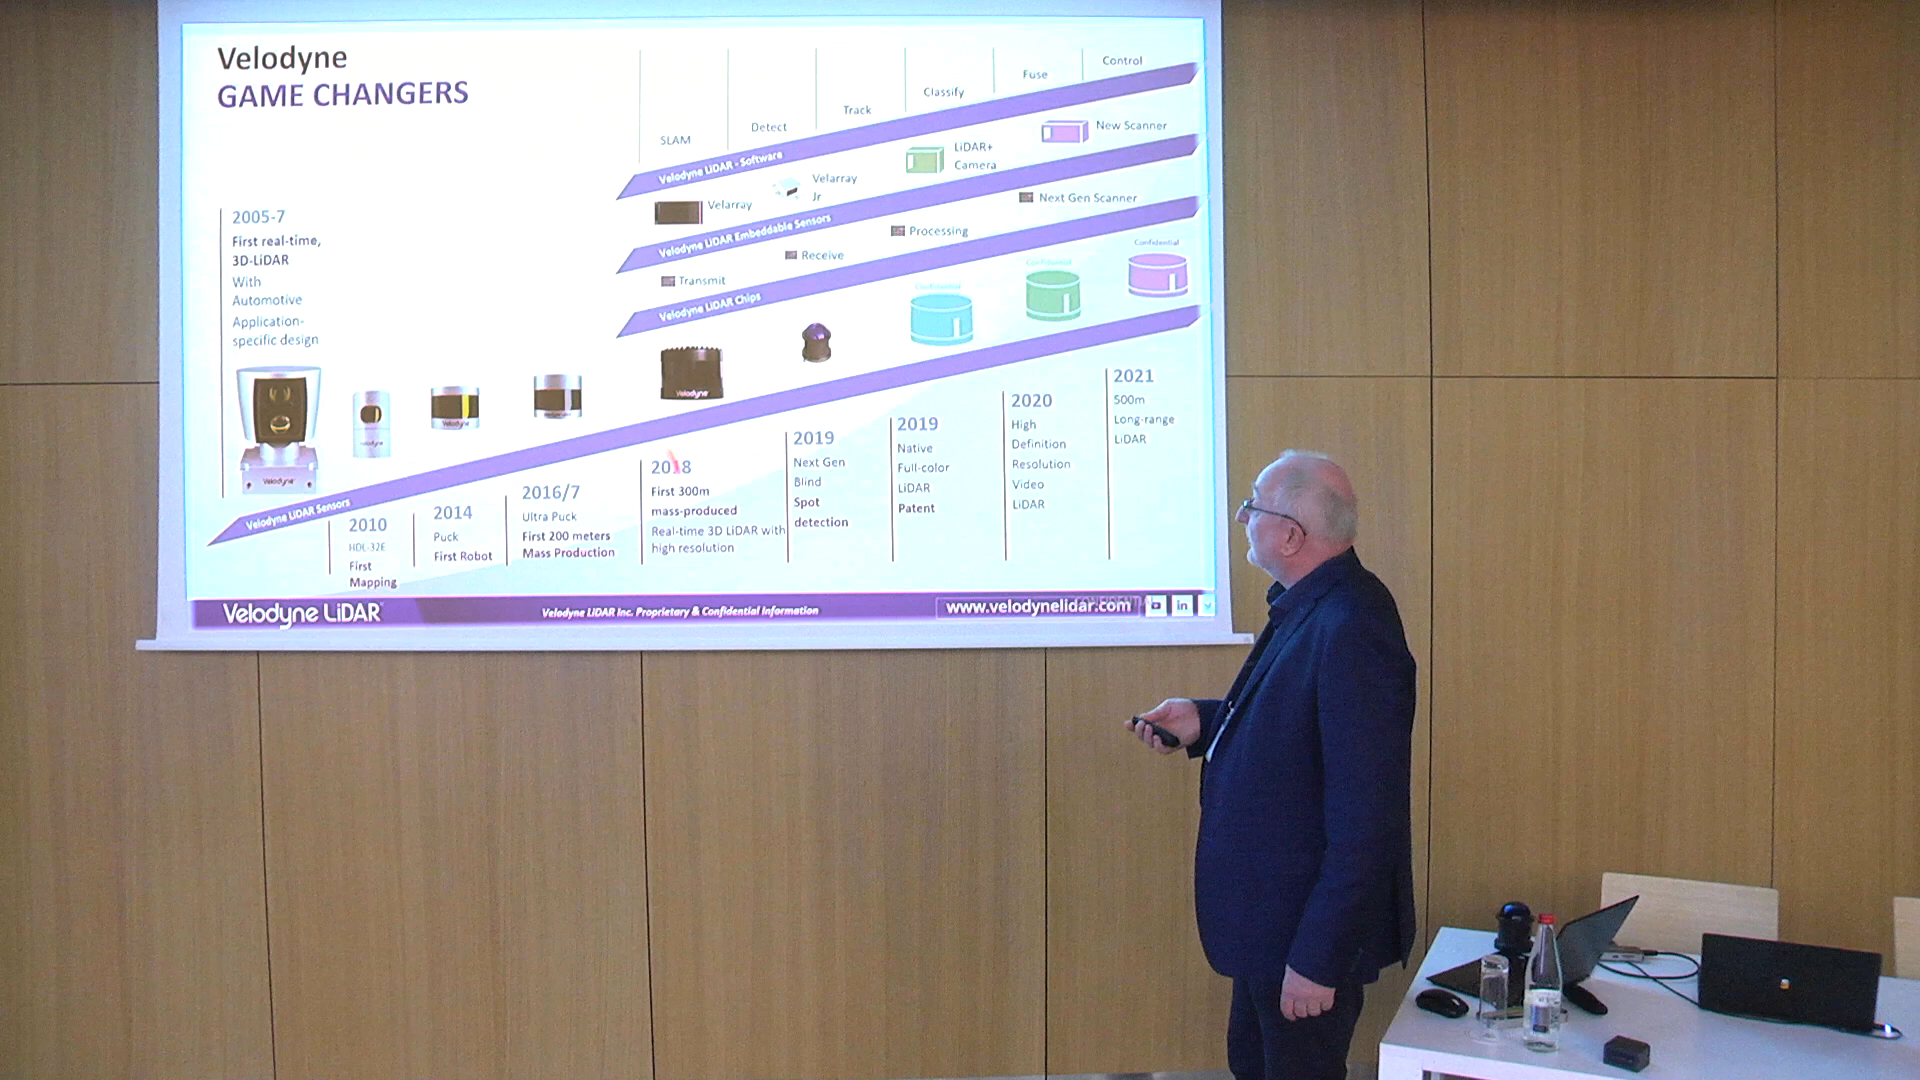 Velodyne
GAME CHANGERS
SLAM
Detect
Track
Classify
Fuse
Control
Velodyne LiDAR - Software
Velarray
Velarray
Jr
LiDAR+
Camera
New Scanner
Velodyne LiDAR Embeddable Sensors
Transmit
Receive
Processing
Next Gen Scanner
Velodyne LiDAR Chips
Velodyne
Confidential
Confidential
Confidential
2005-7
First real-time,
3D-LiDAR
With
Automotive
Application-
specific design
Velodyne
Velodyne
Velodyne
Velodyne LiDAR Sensors
2010
HDL-32E
First
Mapping
2014
Puck
First Robot
2016/7
Ultra Puck
First 200 meters
Mass Production
2018
First 300m
mass-produced
Real-time 3D LiDAR with
high resolution
2019
Next Gen
Blind
Spot
detection
2019
Native
Full-color
LiDAR
Patent
2020
High
Definition
Resolution
Video
LiDAR
2021
500m
Long-range
LiDAR
Velodyne LiDAR
Velodyne LiDAR Inc. Proprietary & Confidential Information
www.velodynelidar.com
in